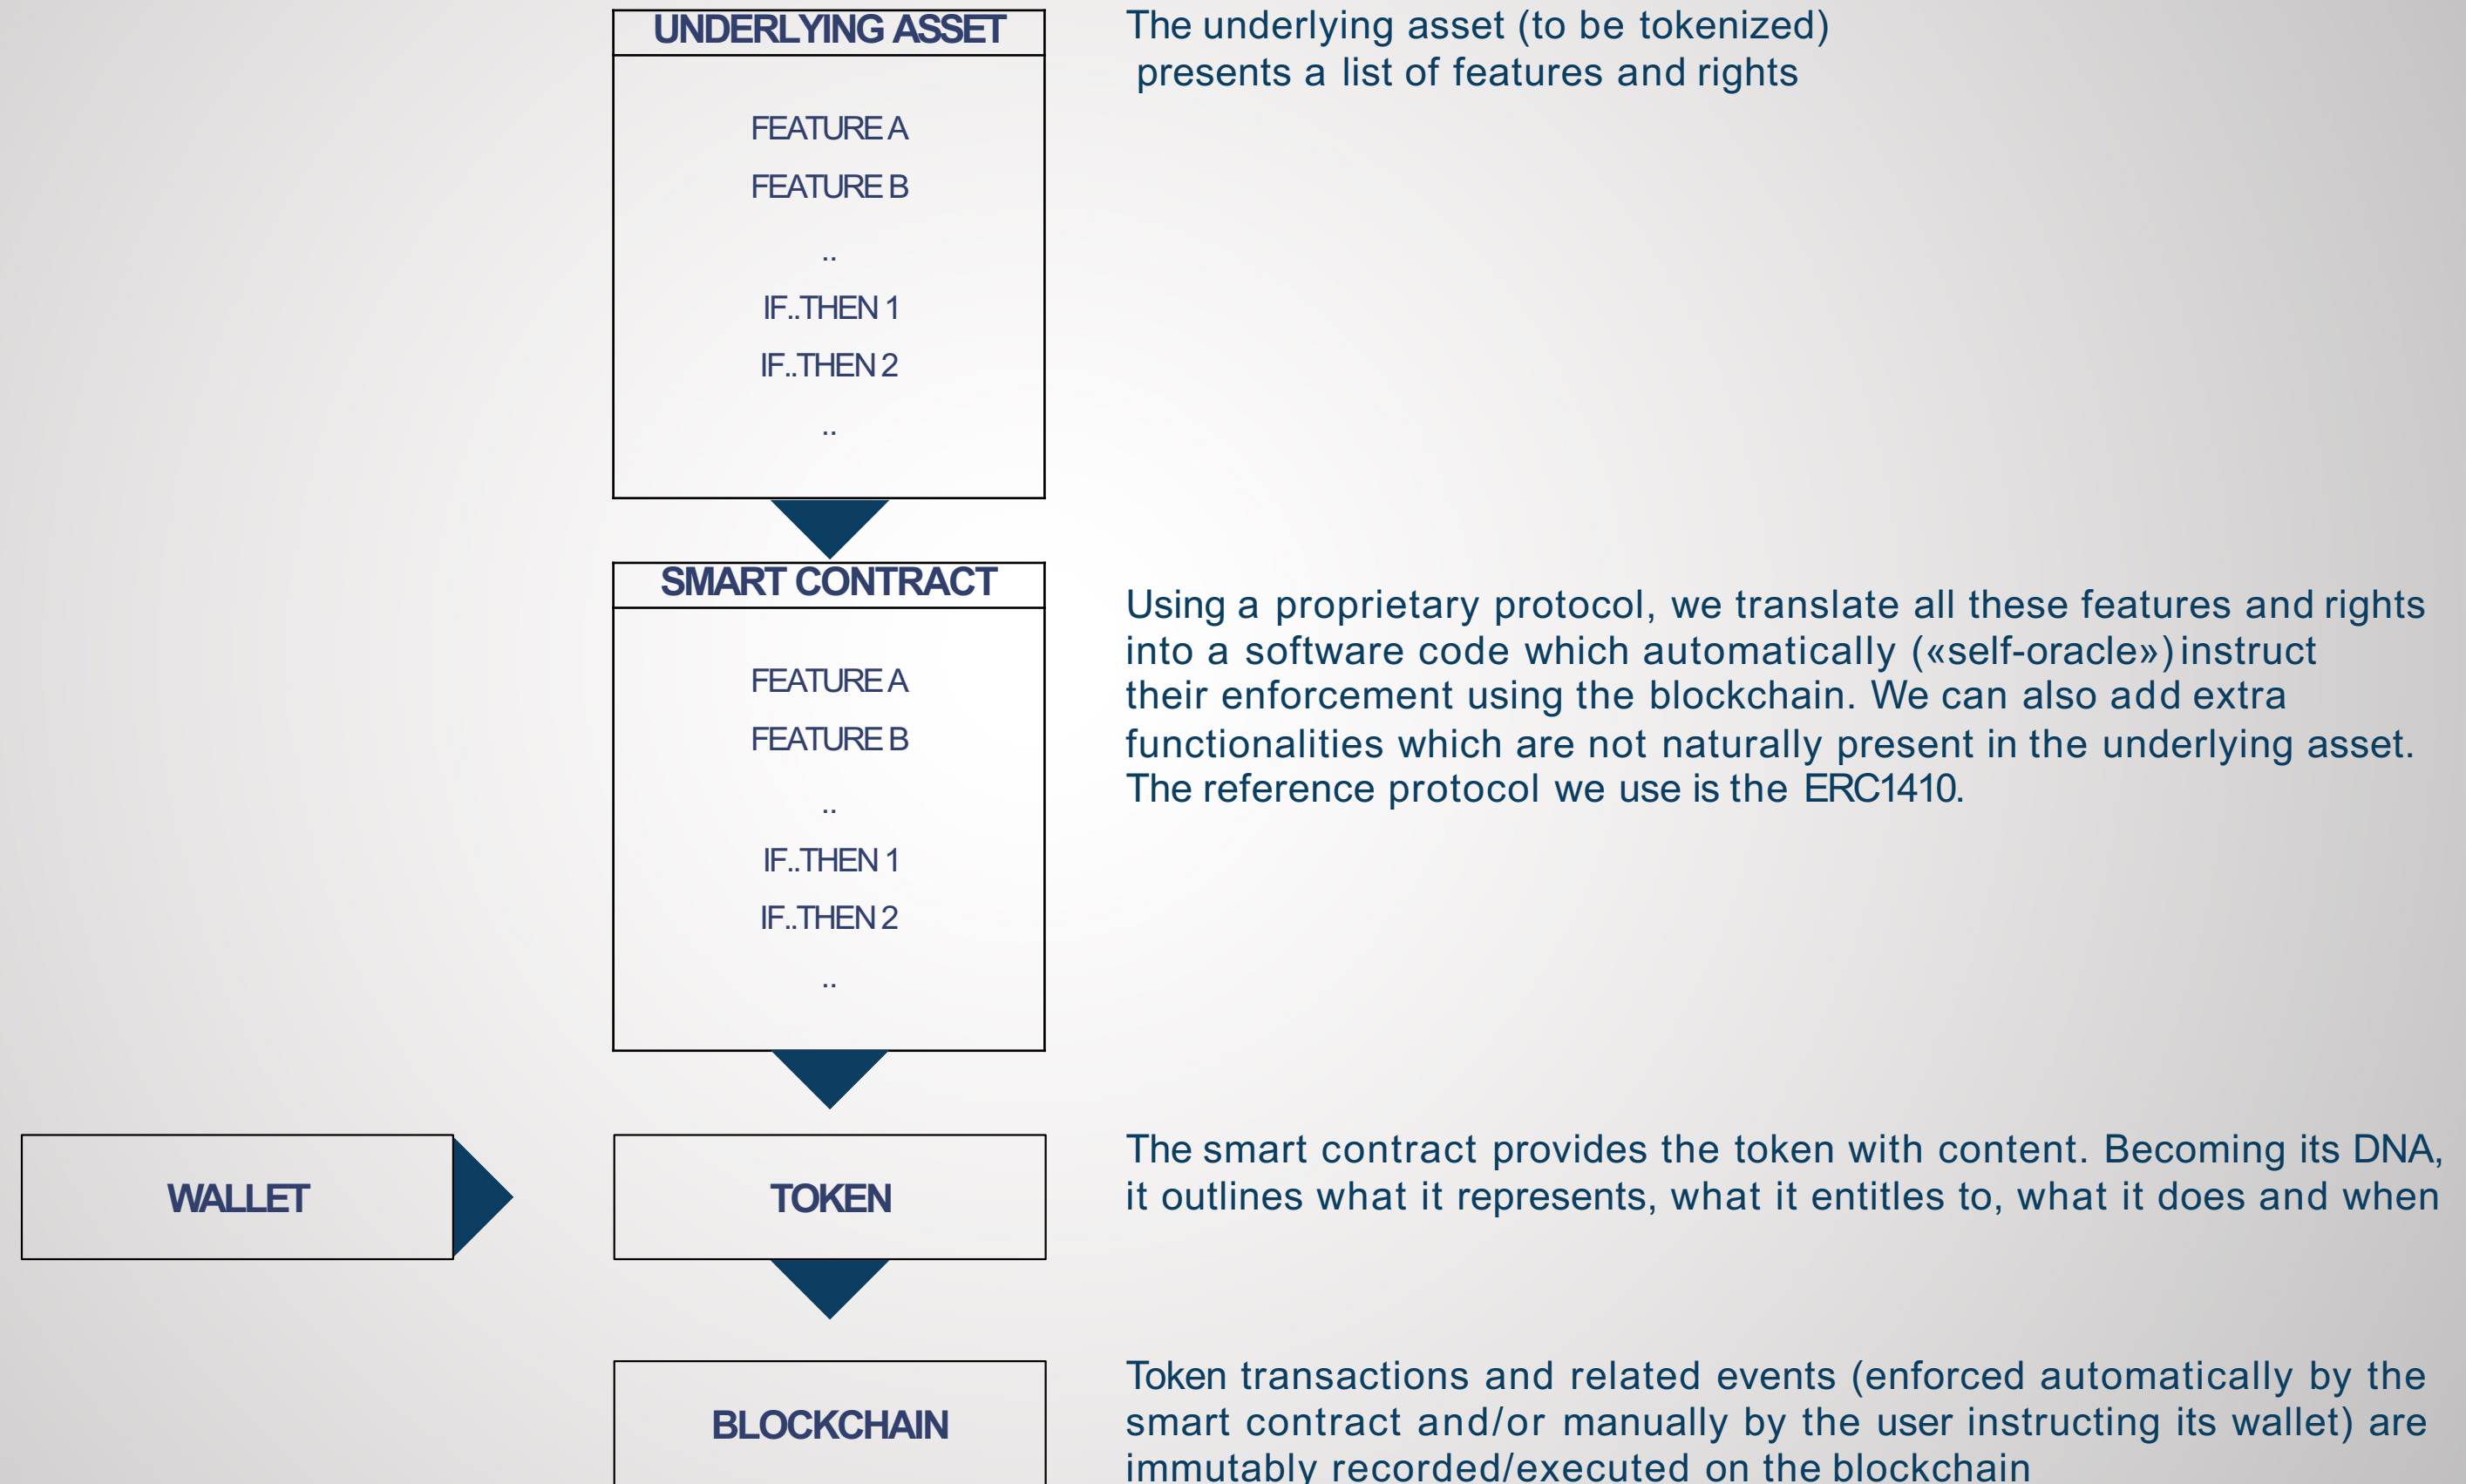 UNDERLYING ASSET
FEATURE A
FEATURE B
..
IF..THEN 1
IF..THEN 2
..
The underlying asset (to be tokenized)
presents a list of features and rights
SMART CONTRACT
FEATURE A
FEATURE B
..
IF..THEN 1
IF..THEN 2
..
Using a proprietary protocol, we translate all these features and rights
into a software code which automatically («self-oracle») instruct
their enforcement using the blockchain. We can also add extra
functionalities which are not naturally present in the underlying asset.
The reference protocol we use is the ERC1410.
WALLET
TOKEN
The smart contract provides the token with content. Becoming its DNA,
it outlines what it represents, what it entitles to, what it does and when
BLOCKCHAIN
Token transactions and related events (enforced automatically by the
smart contract and/or manually by the user instructing its wallet) are
immutably recorded/executed on the blockchain